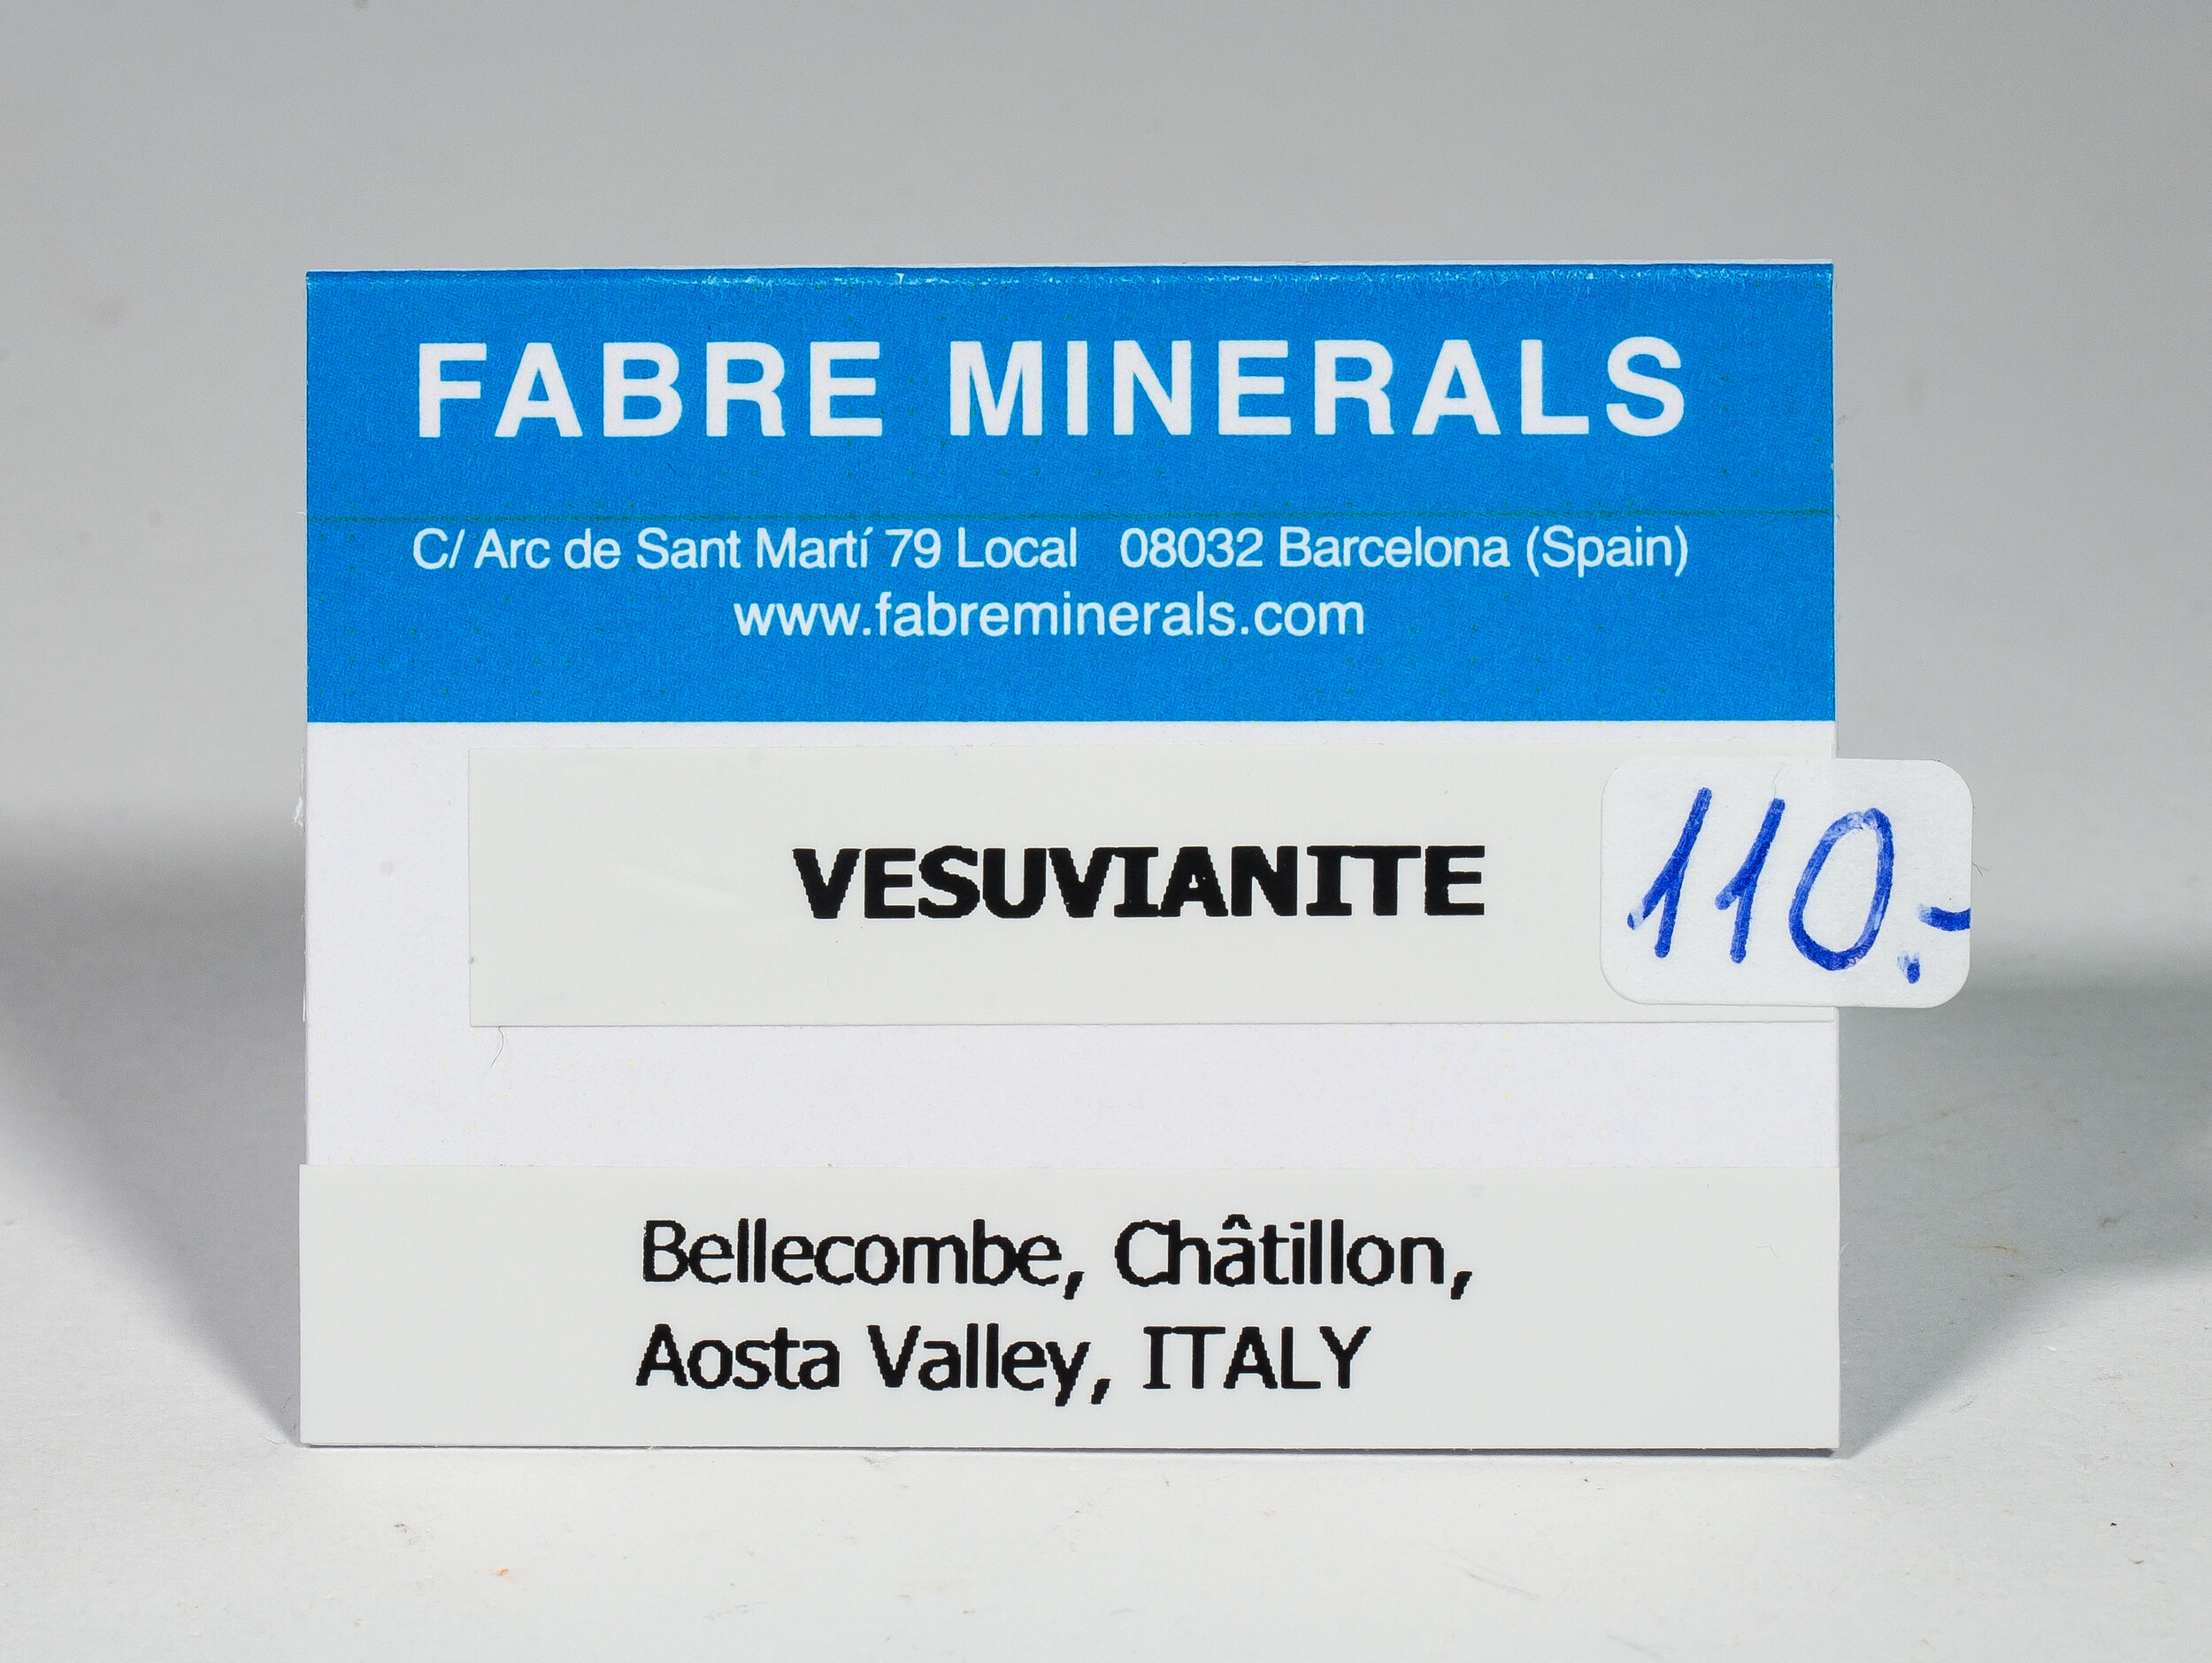 FABRE MINERALS
C/ Arc de Sant Martí 79 Local 08032 Barcelona (Spain)
www.fabreminerals.com
VESUVIANITE
110.-
Bellecombe, Châtillon,
Aosta Valley, ITALY